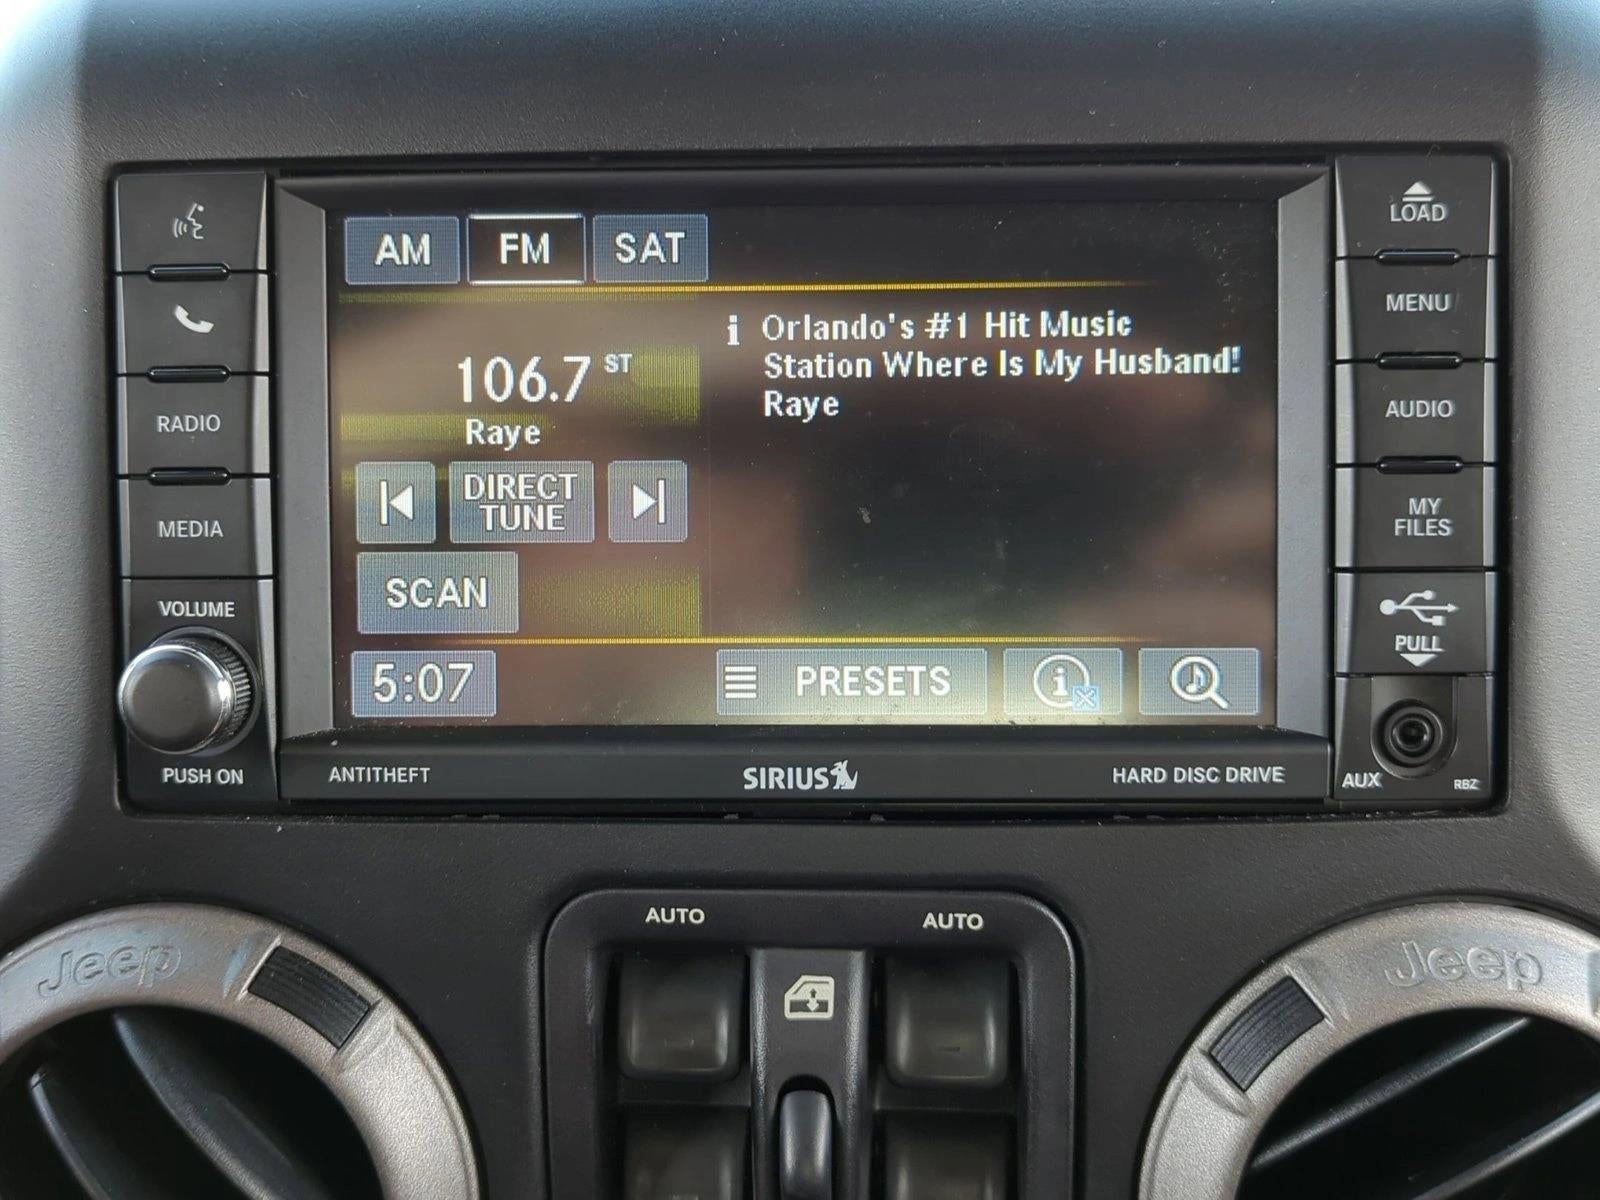 LOAD
MENU
AUDIO
MY
FILES
PULL
AUX
RBZ
RADIO
MEDIA
VOLUME
PUSH ON
AM
FM
SAT
106.7 ST
Raye
i Orlando's #1 Hit Music
Station Where Is My Husband!
Raye
DIRECT
TUNE
SCAN
5:07
PRESETS
i
ANTITHEFT
SIRIUS
HARD DISC DRIVE
AUTO
AUTO
Jeep
Jeep